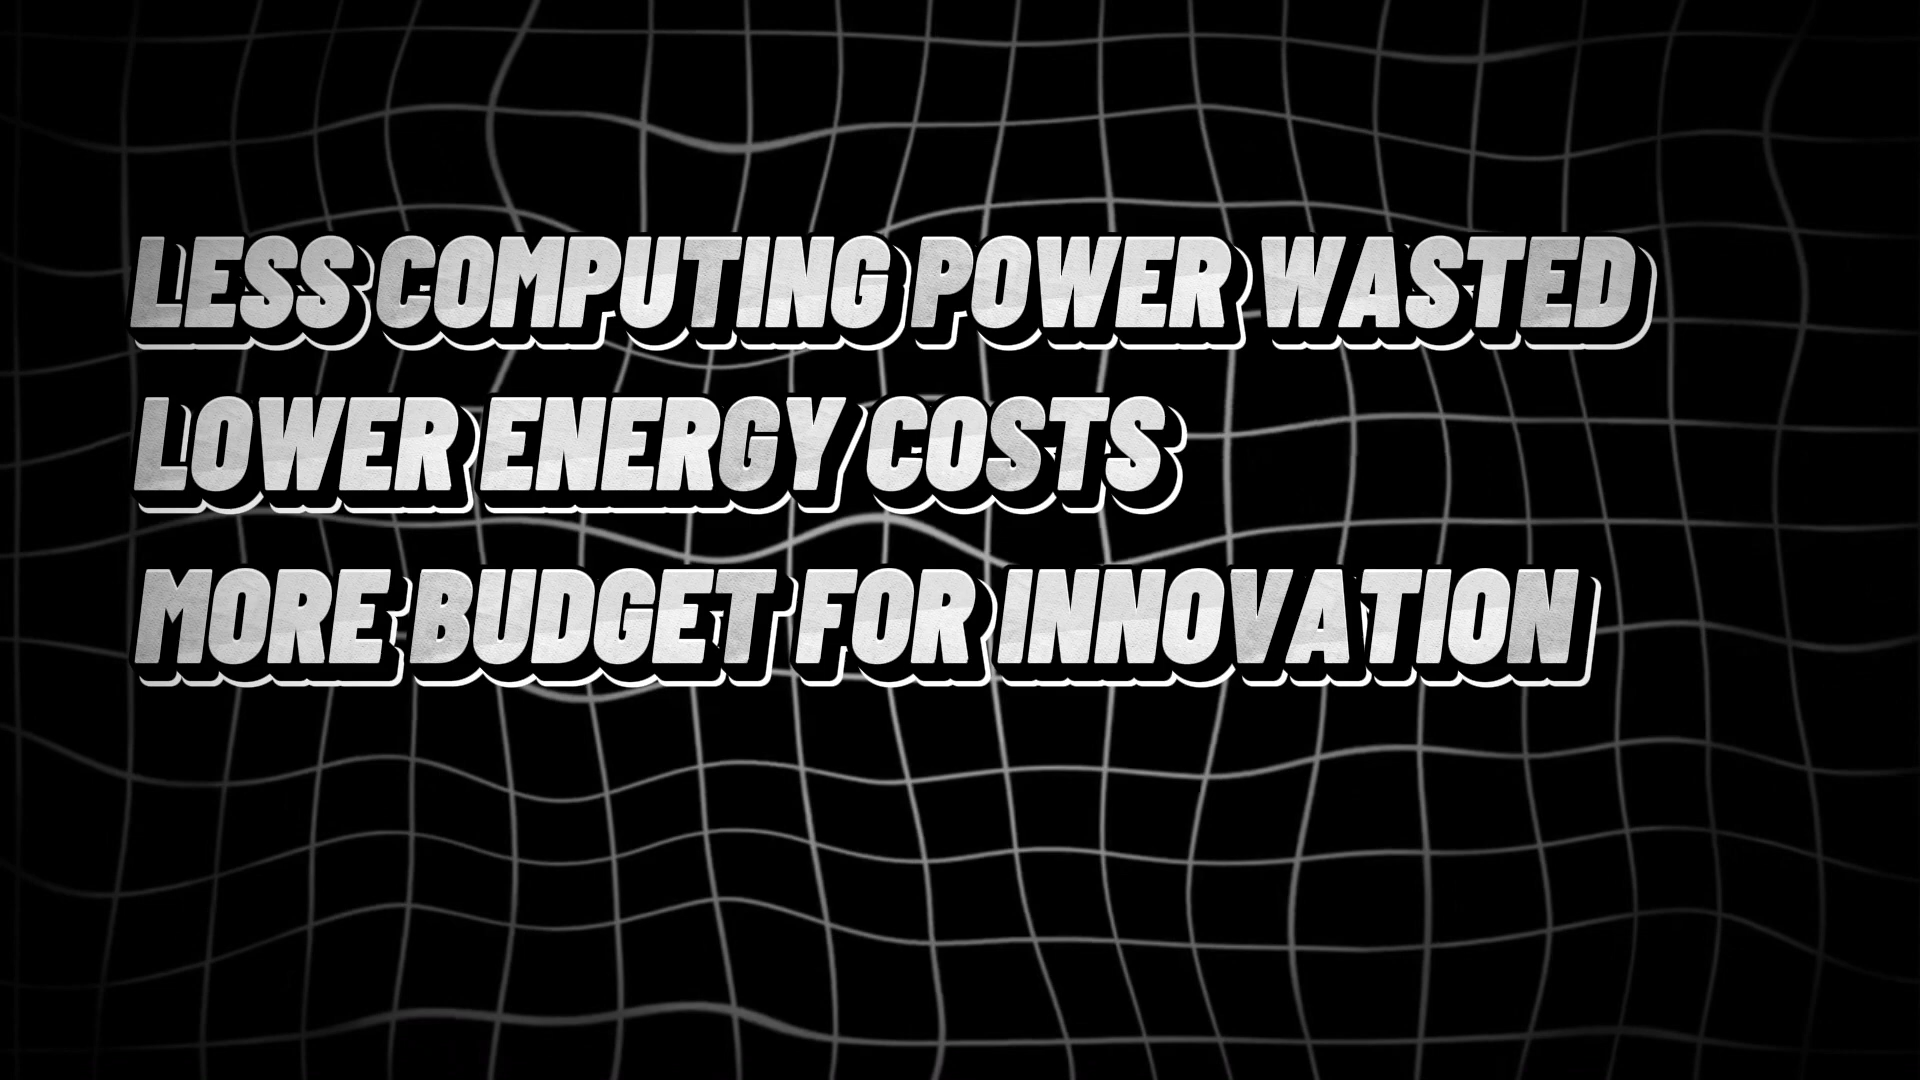 LESS COMPUTING POWER WASTED
LOWER ENERGY COSTS
MORE BUDGET FOR INNOVATION